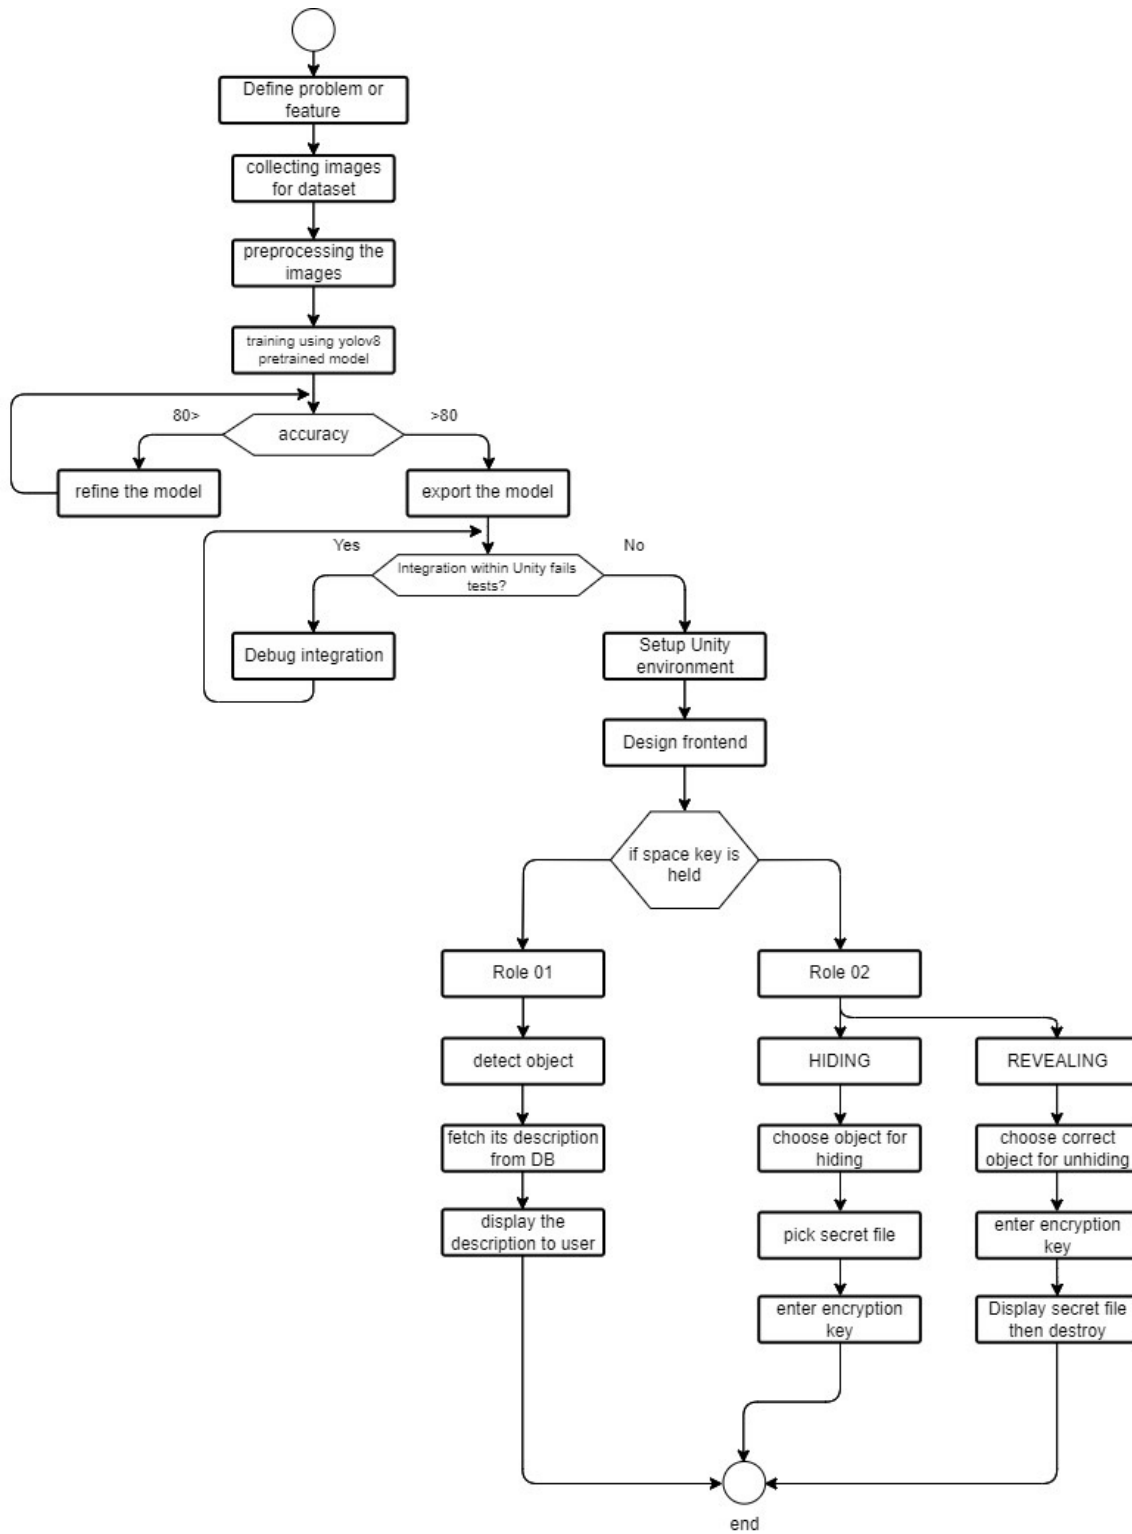 Define problem or
feature
collecting images
for dataset
preprocessing the
images
training using yolov8
pretrained model
80>
accuracy
>80
refine the model
export the model
Yes
No
Integration within Unity fails
tests?
Debug integration
Setup Unity
environment
Design frontend
if space key is
held
Role 01
Role 02
detect object
HIDING
REVEALING
fetch its description
from DB
choose object for
hiding
choose correct
object for unhiding
display the
description to user
pick secret file
enter encryption
key
enter encryption
key
Display secret file
then destroy
end